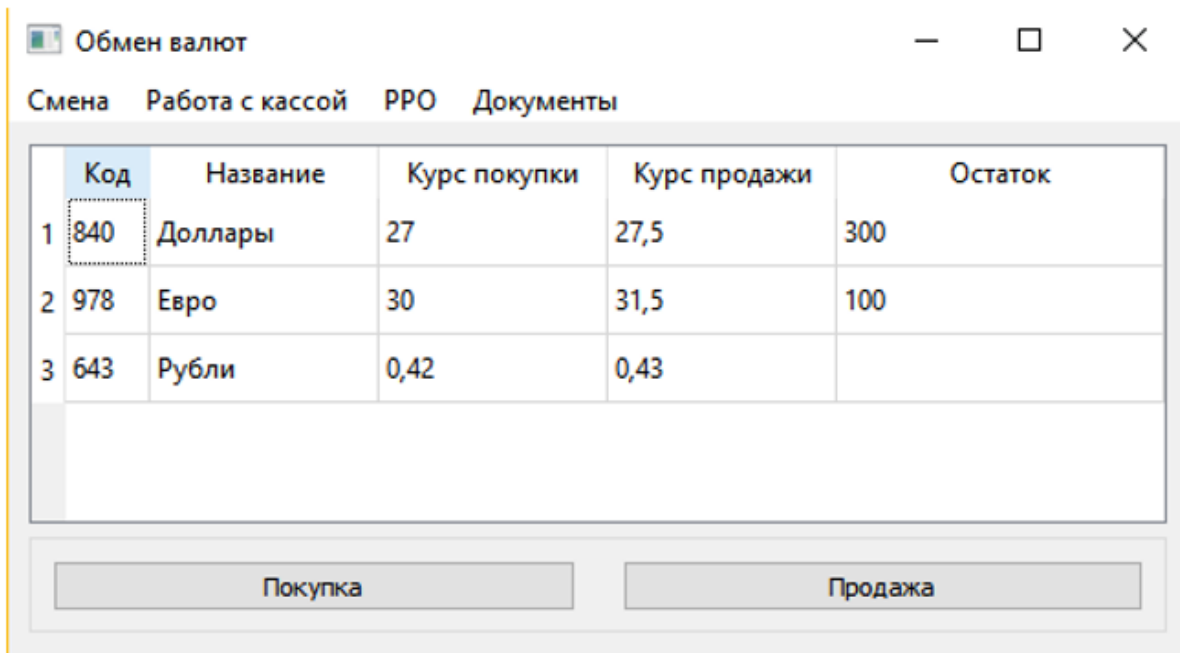 Обмен валют
Смена Работа с кассой РРО Документы
Код Название Курс покупки Курс продажи Остаток
1 840 Доллары 27 27,5 300
2 978 Евро 30 31,5 100
3 643 Рубли 0,42 0,43
Покупка Продажа